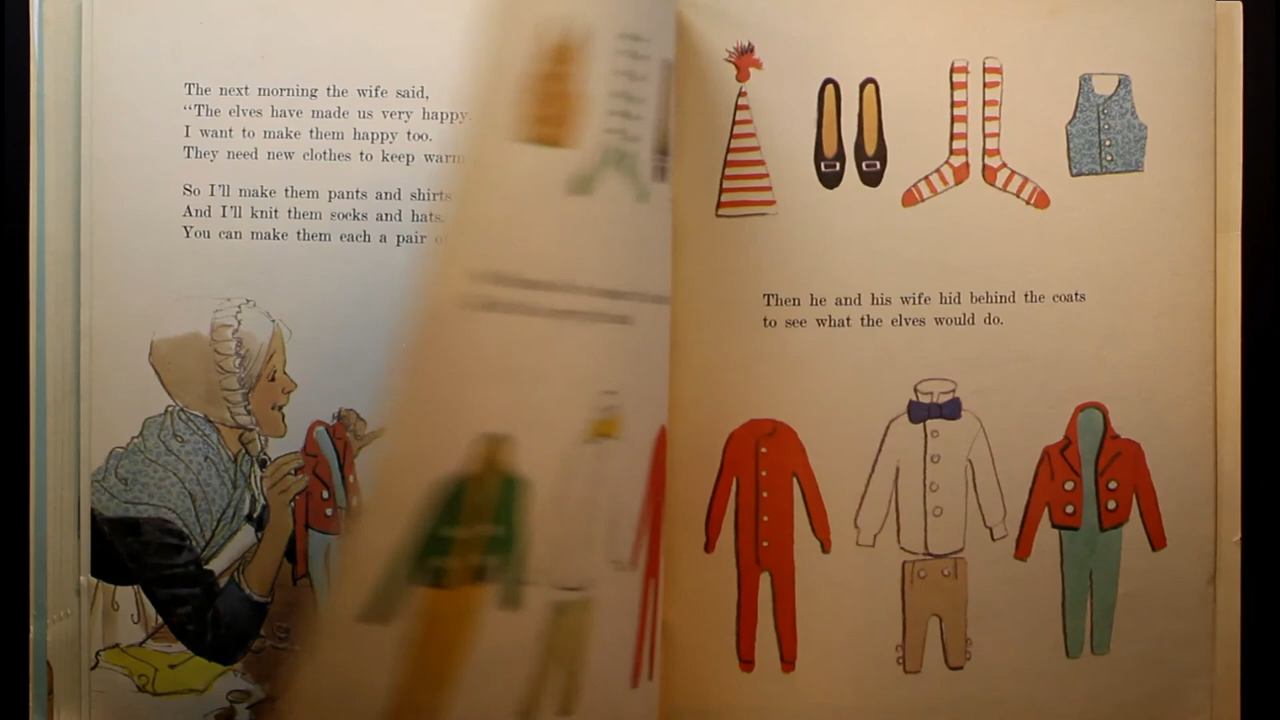 The next morning the wife said,
“The elves have made us very happy.
I want to make them happy too.
They need new clothes to keep warm
So I’ll make them pants and shirts
And I’ll knit them socks and hats.
You can make them each a pair
Then he and his wife hid behind the coats
to see what the elves would do.